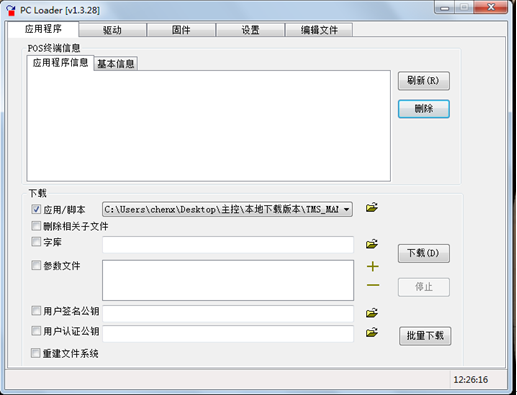 PC Loader [v1.3.28]
应用程序 驱动 固件 设置 编辑文件
POS终端信息
应用程序信息 基本信息
刷新(R)
删除
下载
应用/脚本 C:\Users\chenx\Desktop\主控\本地下载版本\TMS_MAI
删除相关子文件
字库
下载(D)
参数文件
停止
用户签名公钥
用户认证公钥
批量下载
重建文件系统
12:26:16